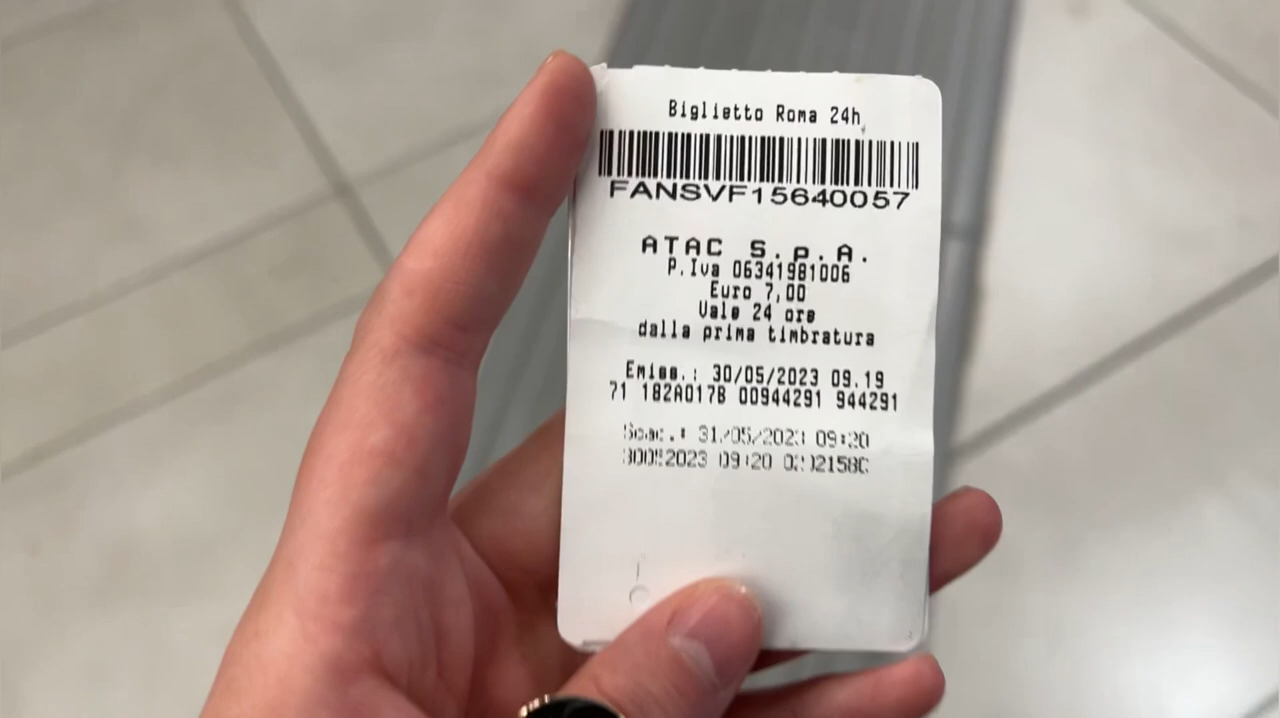 Biglietto Roma 24h
FANSVF15640057
ATAC S.p.A.
P.Iva 06341981006
Euro 7,00
Vale 24 ore
dalla prima timbratura
Emiss.: 30/05/2023 09.19
71 182A017B 00944291 944291
Scad.: 31/05/2023 09:20
2023 09:20